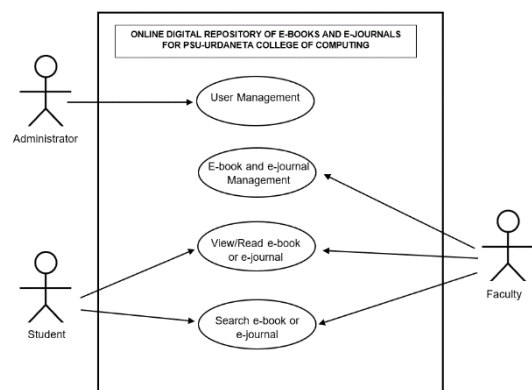 ONLINE DIGITAL REPOSITORY OF E-BOOKS AND E-JOURNALS
FOR PSU-URDANETA COLLEGE OF COMPUTING
User Management
Administrator
E-book and e-journal
Management
View/Read e-book
or e-journal
Faculty
Student
Search e-book or
e-journal